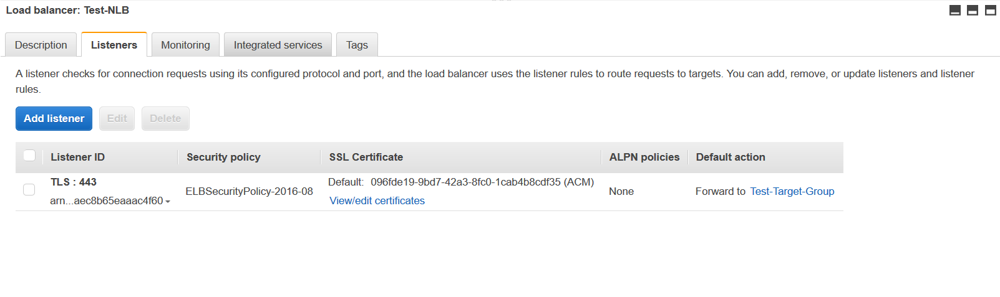 Load balancer: Test-NLB
Description Listeners Monitoring Integrated services Tags
A listener checks for connection requests using its configured protocol and port, and the load balancer uses the listener rules to route requests to targets. You can add, remove, or update listeners and listener
rules.
Add listener Edit Delete
Listener ID Security policy SSL Certificate ALPN policies Default action
TLS : 443 Default: 096fde19-9bd7-42a3-8fc0-1cab4b8cdf35 (ACM)
ELBSecurityPolicy-2016-08 None Forward to Test-Target-Group
arn...aec8b65eaaac4f60 View/edit certificates